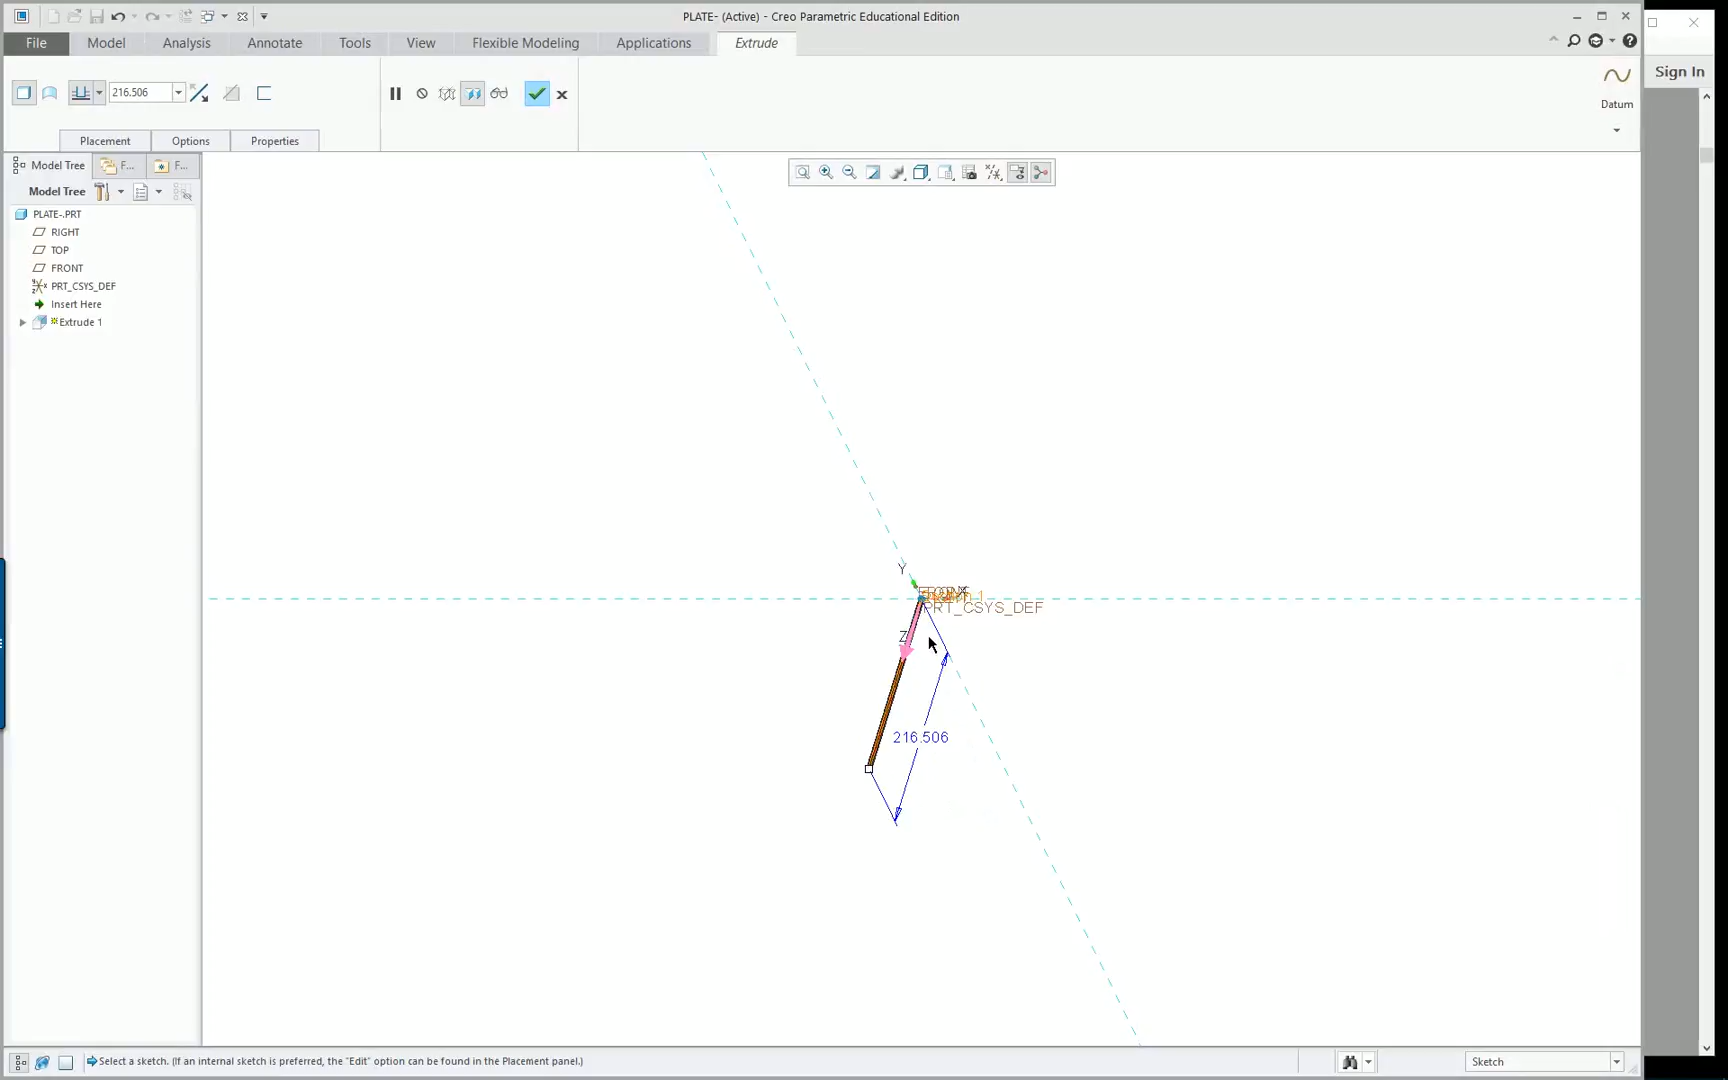 PLATE- (Active) - Creo Parametric Educational Edition
File
Model
Analysis
Annotate
Tools
View
Flexible Modeling
Applications
Extrude
Sign In
216.506
Datum
Placement
Options
Properties
Model Tree
F...
F...
Model Tree
PLATE-.PRT
RIGHT
TOP
FRONT
PRT_CSYS_DEF
Insert Here
Extrude 1
Y
PRT_CSYS_DEF
Z
216.506
Select a sketch. (If an internal sketch is preferred, the "Edit" option can be found in the Placement panel.)
Sketch